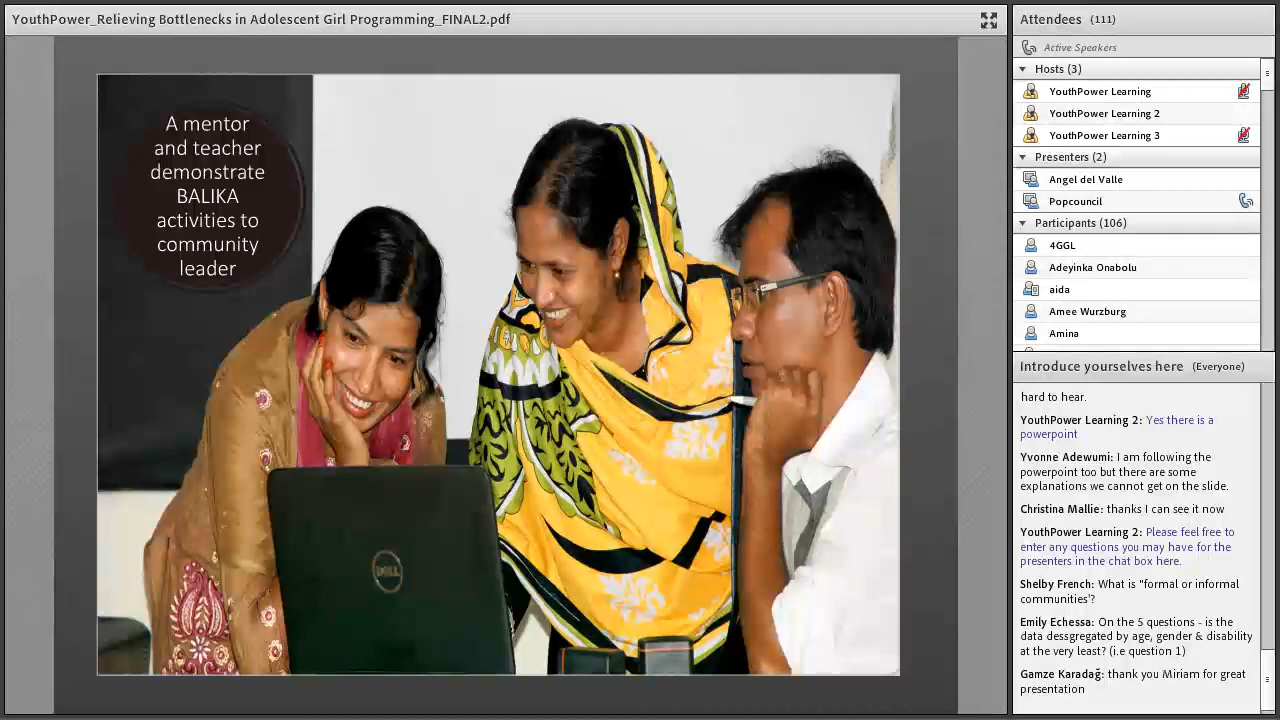 YouthPower_Relieving Bottlenecks in Adolescent Girl Programming_FINAL2.pdf
A mentor
and teacher
demonstrate
BALIKA
activities to
community
leader
DELL
Attendees (111)
Active Speakers
Hosts (3)
YouthPower Learning
YouthPower Learning 2
YouthPower Learning 3
Presenters (2)
Angel del Valle
Popcouncil
Participants (106)
4GGL
Adeyinka Onabolu
aida
Amee Wurzburg
Amina
Introduce yourselves here (Everyone)
hard to hear.
YouthPower Learning 2: Yes there is a
powerpoint
Yvonne Adewumi: I am following the
powerpoint too but there are some
explanations we cannot get on the slide.
Christina Mallie: thanks I can see it now
YouthPower Learning 2: Please feel free to
enter any questions you may have for the
presenters in the chat box here.
Shelby French: What is "formal or informal
communities'?
Emily Echessa: On the 5 questions - is the
data dessgregated by age, gender & disability
at the very least? (i.e question 1)
Gamze Karadağ: thank you Miriam for great
presentation